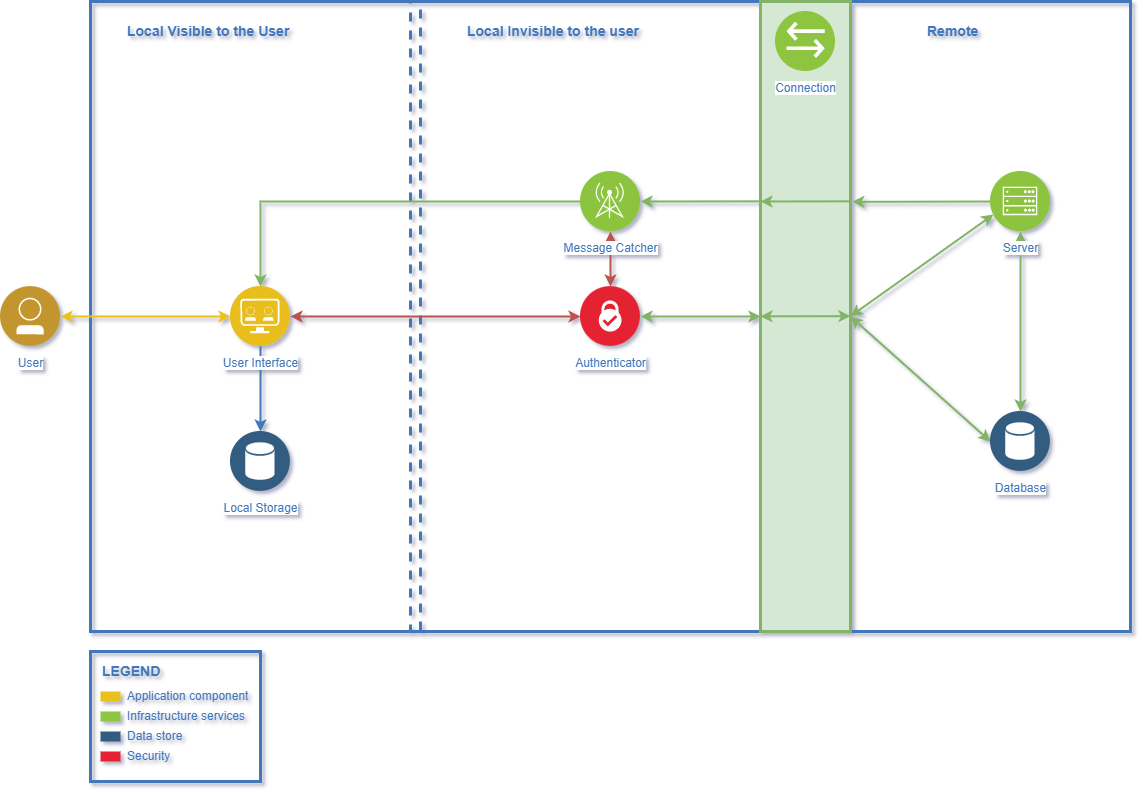 Local Visible to the User
Local Invisible to the user
Remote
Connection
Message Catcher
Server
User
User Interface
Authenticator
Local Storage
Database
LEGEND
Application component
Infrastructure services
Data store
Security